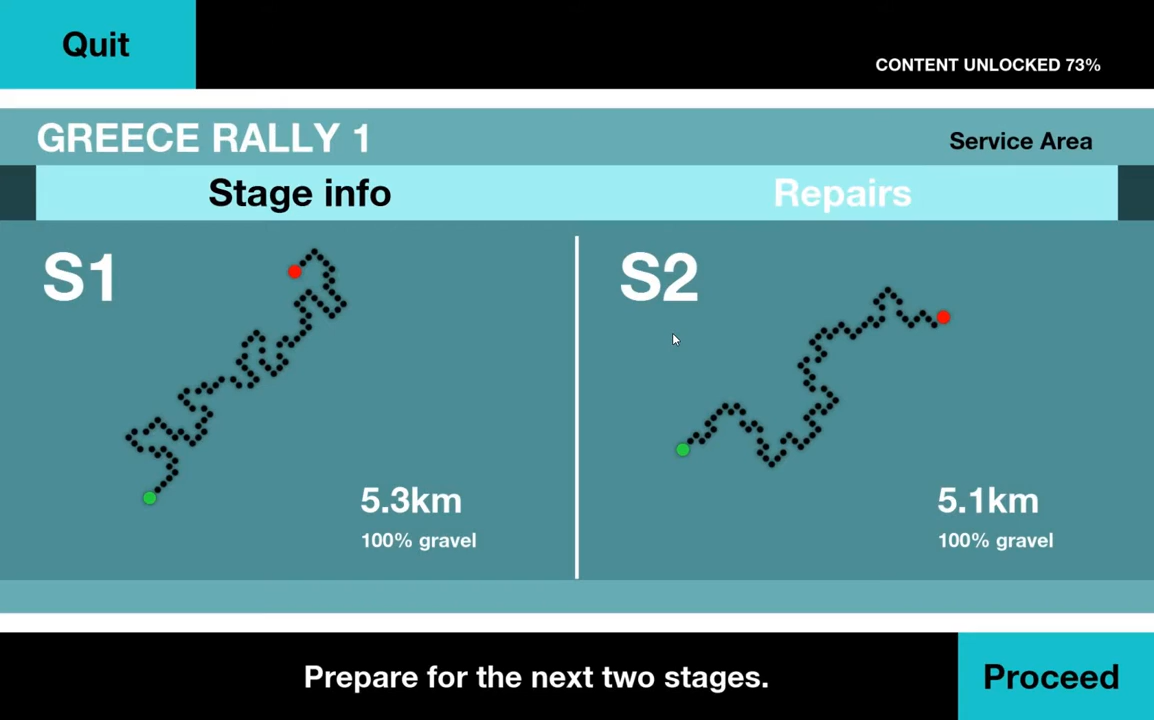 Quit
CONTENT UNLOCKED 73%
GREECE RALLY 1
Service Area
Stage info
Repairs
S1
S2
5.3km
100% gravel
5.1km
100% gravel
Prepare for the next two stages.
Proceed